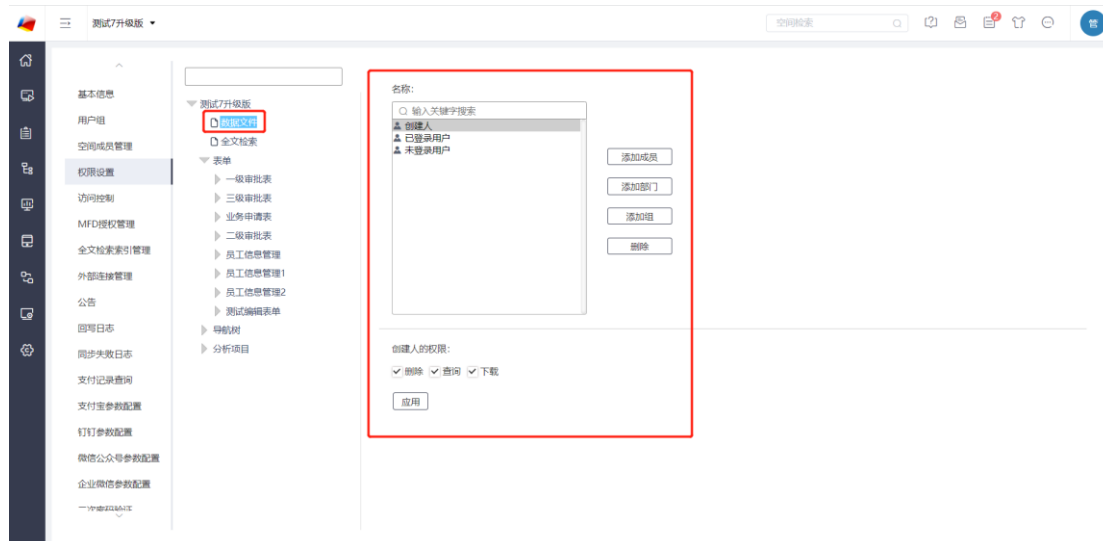 测试7升级版
空间检索
2
管
基本信息
用户组
空间成员管理
权限设置
访问控制
MFD授权管理
全文检索索引管理
外部连接管理
公告
回写日志
同步失败日志
支付记录查询
支付宝参数配置
钉钉参数配置
微信公众号参数配置
企业微信参数配置
二次密码验证
测试7升级版
数据文件
全文检索
表单
一级审批表
三级审批表
业务申请表
二级审批表
员工信息管理
员工信息管理1
员工信息管理2
测试编辑表单
导航树
分析项目
名称：
输入关键字搜索
创建人
已登录用户
未登录用户
添加成员
添加部门
添加组
删除
创建人的权限：
删除 查询 下载
应用